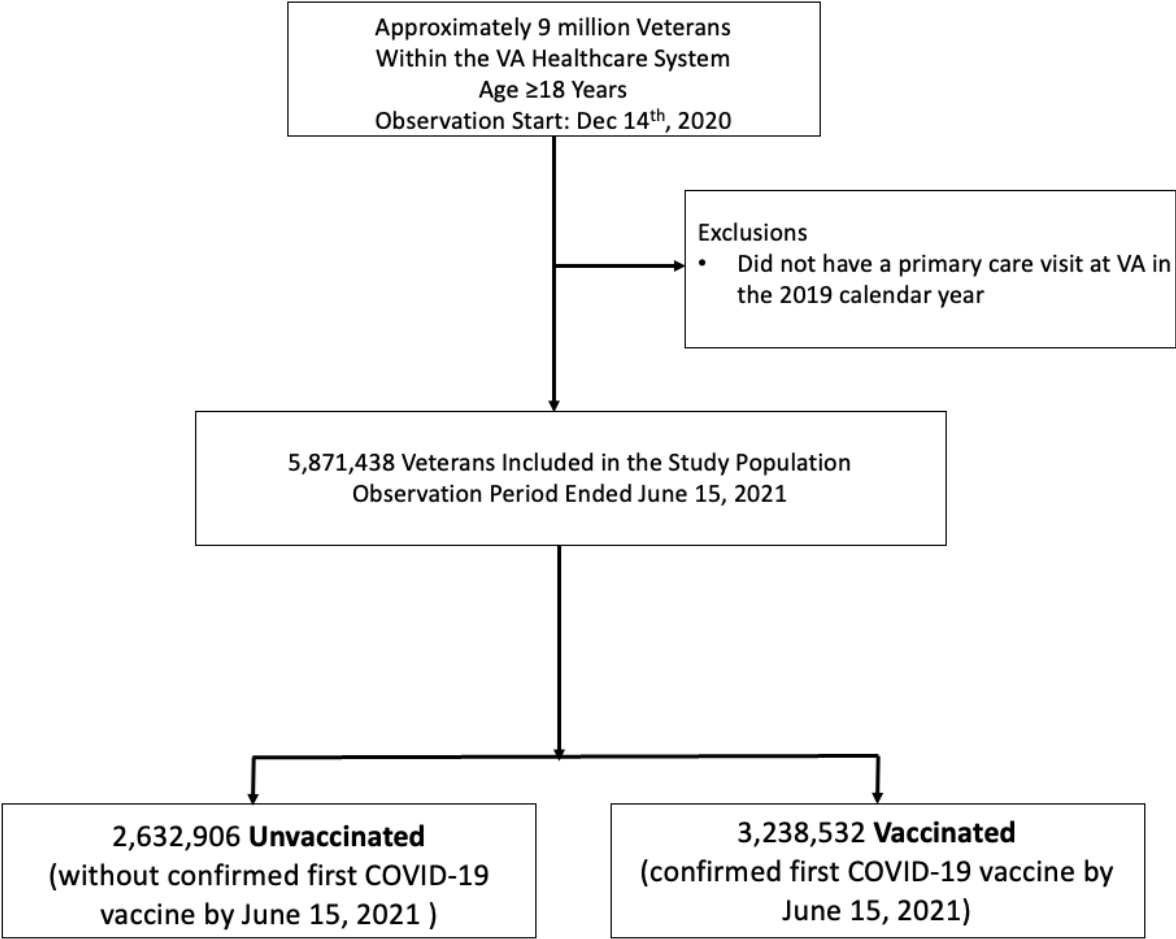 Approximately 9 million Veterans
Within the VA Healthcare System
Age ≥18 Years
Observation Start: Dec 14th, 2020
Exclusions
• Did not have a primary care visit at VA in
the 2019 calendar year
5,871,438 Veterans Included in the Study Population
Observation Period Ended June 15, 2021
2,632,906 Unvaccinated
(without confirmed first COVID-19
vaccine by June 15, 2021 )
3,238,532 Vaccinated
(confirmed first COVID-19 vaccine by
June 15, 2021)